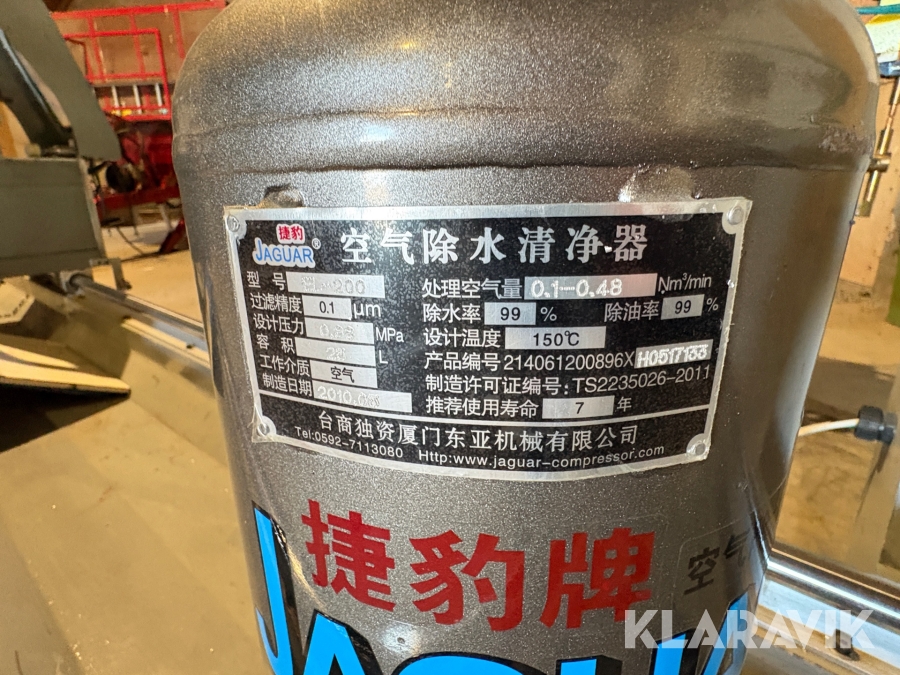 捷豹
JAGUAR®
空气除水清净器
型号 200 处理空气量 0.1-0.48 Nm³/min
过滤精度 0.1 μm 除水率 99 % 除油率 99 %
设计压力 MPa 设计温度 150℃
容积 L 产品编号 214061200896X H0517133
工作介质 空气 制造许可证编号: TS2235026-2011
制造日期 2010. 推荐使用寿命 7 年
台商独资厦门东亚机械有限公司
Tel:0592-7113080 Http:www.jaguar-compressor.com
捷豹牌
空气
JAGUA
KLARAVIK